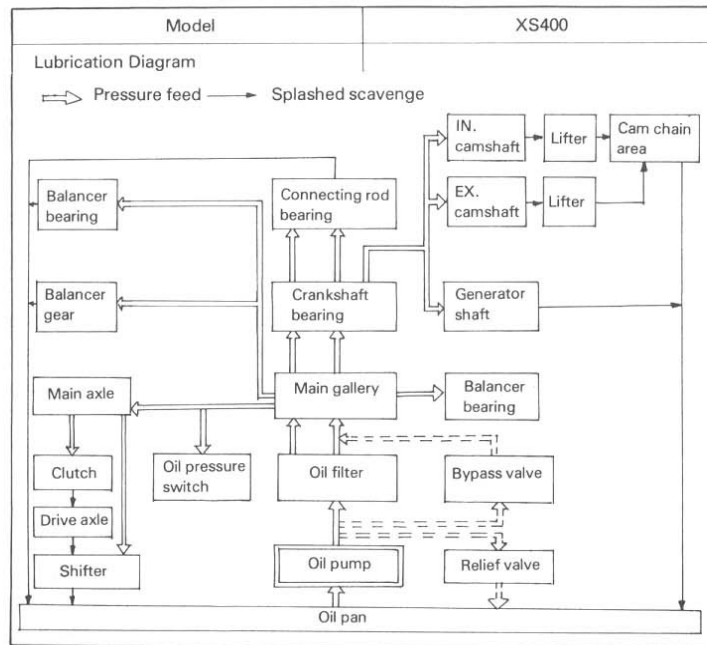 Model XS400
Lubrication Diagram
Pressure feed Splashed scavenge
IN.
camshaft
Lifter
Cam chain
area
Balancer
bearing
Connecting rod
bearing
EX.
camshaft
Lifter
Balancer
gear
Crankshaft
bearing
Generator
shaft
Main axle
Main gallery
Balancer
bearing
Clutch
Oil pressure
switch
Oil filter
Bypass valve
Drive axle
Shifter
Oil pump
Relief valve
Oil pan